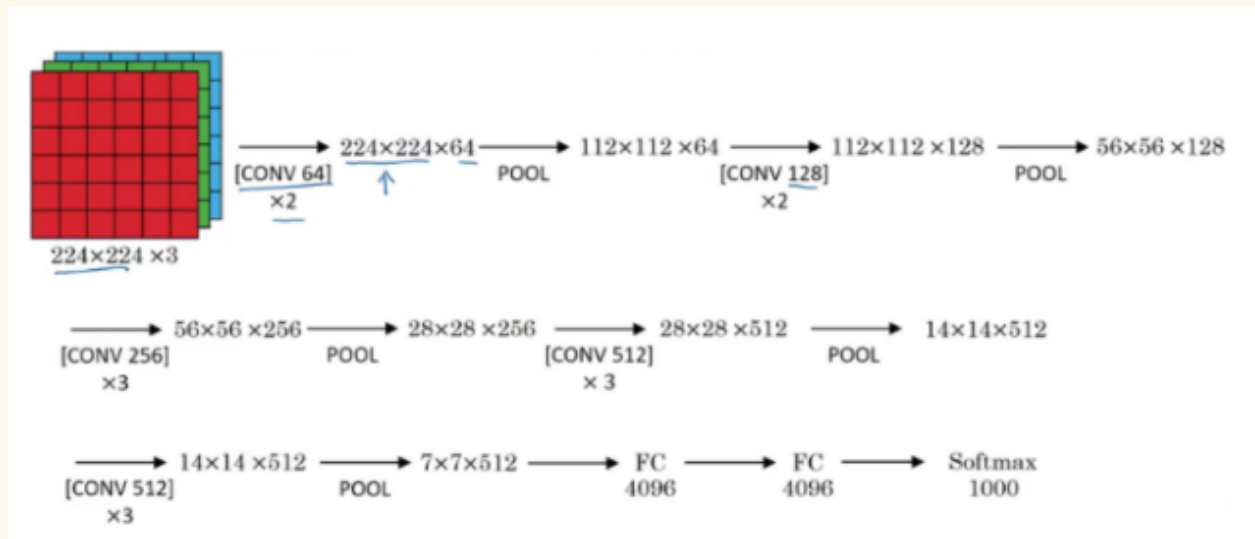 224×224×64 112×112 ×64 112×112 ×128 56×56 ×128
[CONV 64] POOL [CONV 128] POOL
×2 ×2
224×224 ×3
56×56 ×256 28×28 ×256 28×28 ×512 14×14×512
[CONV 256] POOL [CONV 512] POOL
×3 × 3
14×14 ×512 7×7×512 FC FC Softmax
[CONV 512] POOL 4096 4096 1000
×3